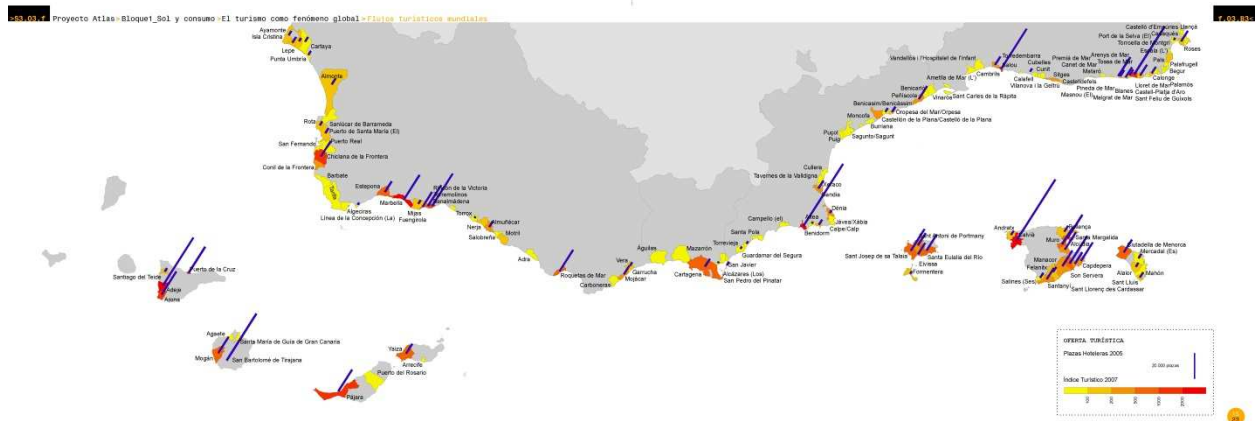 >S3.03.f Proyecto Atlas>Bloque1_Sol y consumo>El turismo como fenómeno global>Flujos turísticos mundiales
f.03.B3<
Ayamonte
Isla Cristina
Lepe
Cartaya
Punta Umbría
Almonte
Rota
Sanlúcar de Barrameda
Puerto de Santa María (El)
Puerto Real
San Fernando
Chiclana de la Frontera
Conil de la Frontera
Barbate
Tarifa
Algeciras
Línea de la Concepción (La)
Estepona
Marbella
Mijas
Fuengirola
Rincón de la Victoria
Torremolinos
Benalmádena
Torrox
Nerja
Almuñécar
Salobreña
Motril
Adra
Roquetas de Mar
Carboneras
Vera
Garrucha
Mojácar
Águilas
Mazarrón
Cartagena
San Javier
Alcázares (Los)
San Pedro del Pinatar
Torrevieja
Guardamar del Segura
Santa Pola
Campello (el)
Benidorm
Altea
Calpe/Calp
Jávea/Xàbia
Dénia
Gandia
Tavernes de la Valldigna
Cullera
Puçol
Puig
Sagunto/Sagunt
Moncofa
Burriana
Castellón de la Plana/Castelló de la Plana
Benicasim/Benicàssim
Oropesa del Mar/Orpesa
Peñíscola
Benicarló
Vinaròs
Sant Carles de la Ràpita
Ametlla de Mar (L')
Vandellòs i l'Hospitalet de l'Infant
Cambrils
Salou
Torredembarra
Calafell
Cubelles
Cunit
Vilanova i la Geltrú
Sitges
Castelldefels
Masnou (El)
Premià de Mar
Canet de Mar
Mataró
Pineda de Mar
Arenys de Mar
Tossa de Mar
Malgrat de Mar
Blanes
Lloret de Mar
Castell-Platja d'Aro
Sant Feliu de Guíxols
Calonge
Palamós
Palafrugell
Begur
Pals
Escala (L')
Torroella de Montgrí
Port de la Selva (El)
Cadaqués
Castelló d'Empúries
Llançà
Roses
Santiago del Teide
Puerto de la Cruz
Adeje
Arona
Agaete
Santa María de Guía de Gran Canaria
Mogán
San Bartolomé de Tirajana
Yaiza
Arrecife
Puerto del Rosario
Pájara
Sant Antoni de Portmany
Sant Josep de sa Talaia
Santa Eulalia del Río
Eivissa
Formentera
Andratx
Calvià
Pollença
Muro
Santa Margalida
Alcúdia
Manacor
Felanitx
Capdepera
Son Servera
Salines (Ses)
Santanyí
Sant Llorenç des Cardassar
Ciutadella de Menorca
Mercadal (Es)
Alaior
Mahón
Sant Lluís
OFERTA TURÍSTICA
Plazas Hoteleras 2005
20.000 plazas
Índice Turístico 2007